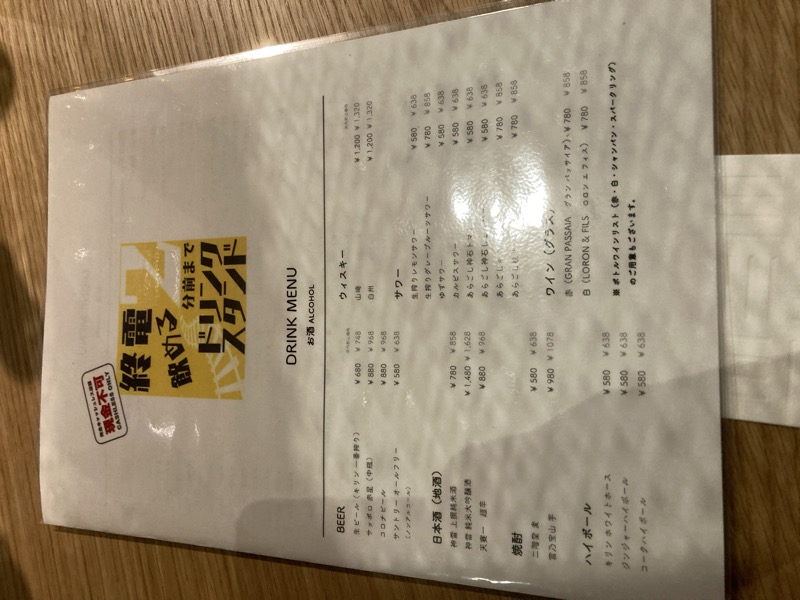 完全キャッシュレス店舗
現金不可
CASHLESS ONLY
終電2
飲める分前まで
ドリンク
スタンド
DRINK MENU
お酒 ALCOHOL
BEER
生ビール（キリン 一番搾り） ¥680 ¥748
サッポロ 赤星（中瓶） ¥880 ¥968
コロナビール ¥880 ¥968
サントリー オールフリー ¥580 ¥638
（ノンアルコール）
日本酒（地酒）
神雷 上撰純米酒 ¥780 ¥858
神雷 純米大吟醸酒 ¥1,480 ¥1,628
天寶一 超辛 ¥880 ¥968
焼酎
二階堂 麦 ¥580 ¥638
富乃宝山 芋 ¥980 ¥1078
ハイボール
キリン ホワイトホース ¥580 ¥638
ジンジャーハイボール ¥580 ¥638
コークハイボール ¥580 ¥638
ウィスキー
山崎 ¥1,200 ¥1,320
白州 ¥1,200 ¥1,320
サワー
生搾りレモンサワー ¥580 ¥638
生搾りグレープルーツサワー ¥780 ¥858
ゆずサワー ¥580 ¥638
カルピスサワー ¥580 ¥638
あらごし神石トマ ¥580 ¥638
あらごし神石し ¥580 ¥638
あらごし ¥780 ¥858
あらごし ¥780 ¥858
ワイン（グラス）
赤（GRAN PASSAIA グラン パッサイア） ¥780 ¥858
白（LORON & FILS ロロン エ フィス） ¥780 ¥858
※ ボトルワインリスト（赤・白・シャンパン・スパークリング）
のご用意もございます。